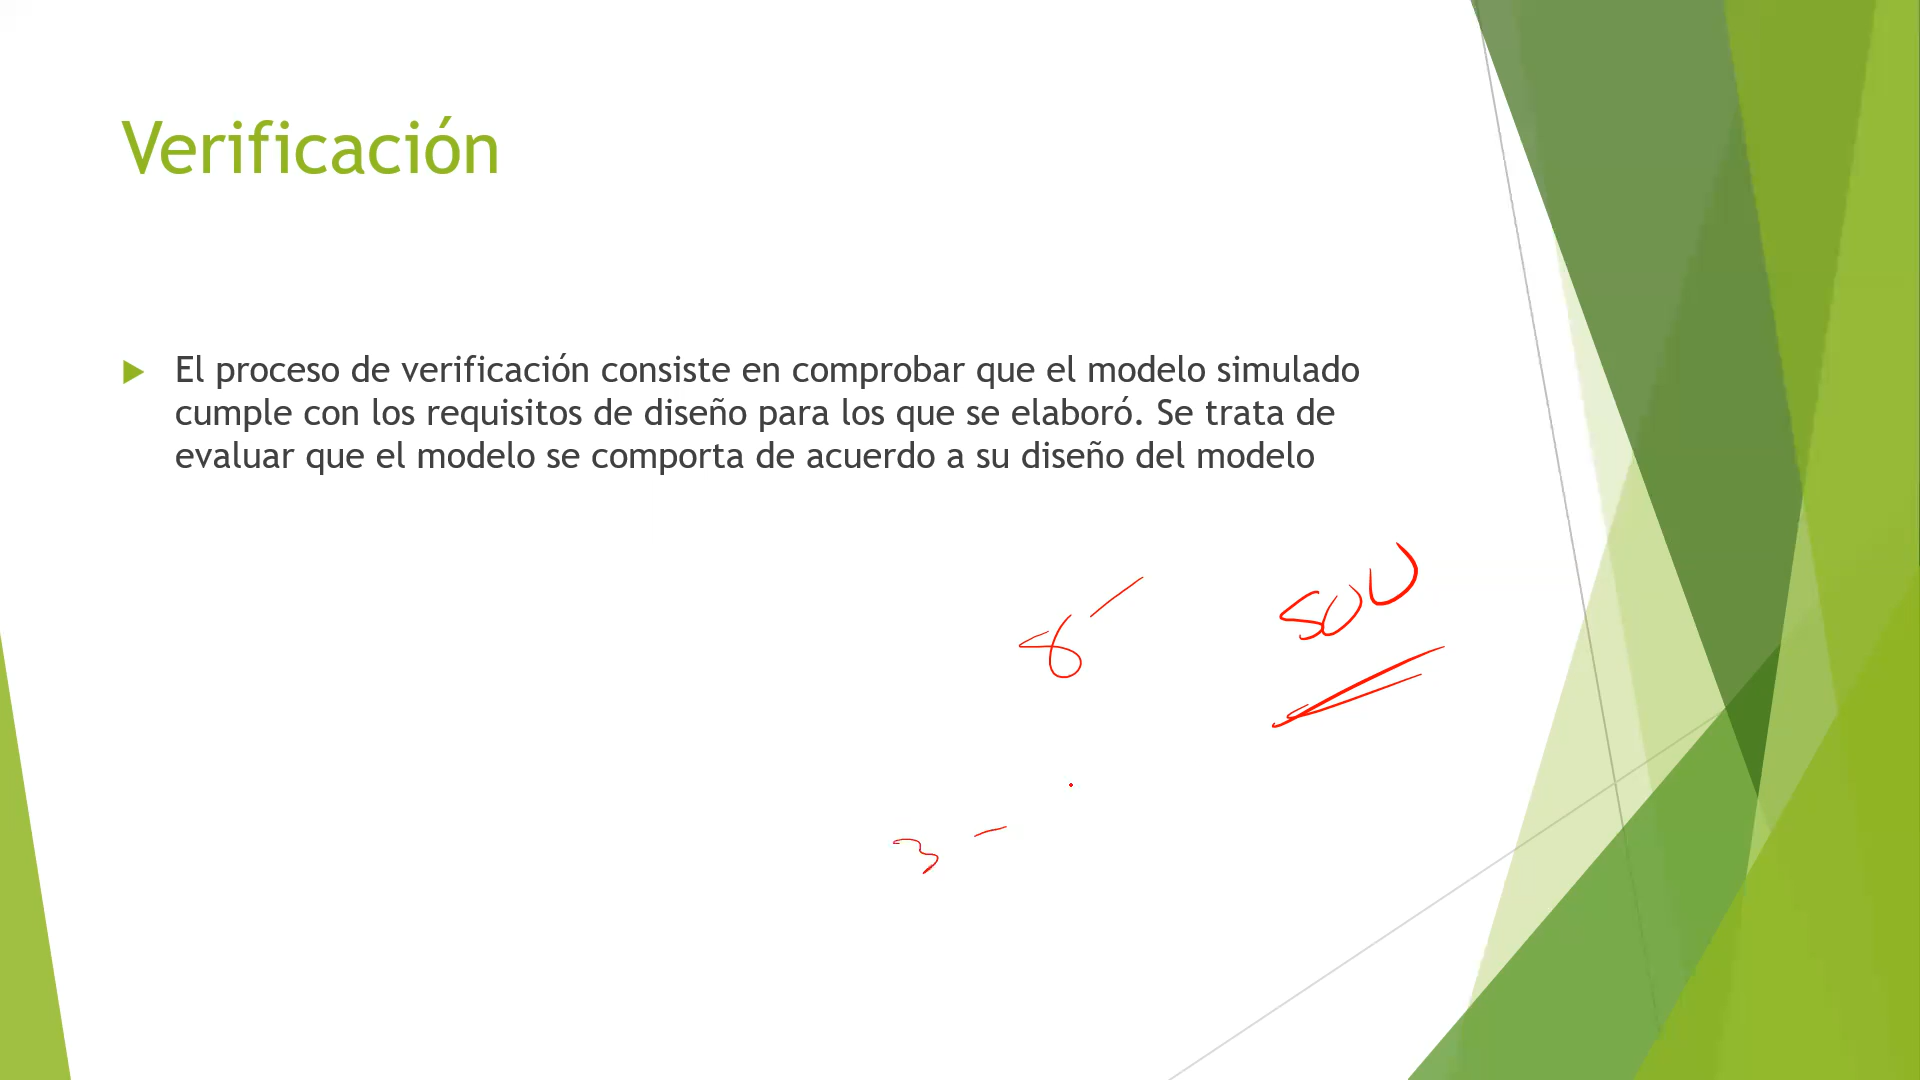 Verificación
El proceso de verificación consiste en comprobar que el modelo simulado
cumple con los requisitos de diseño para los que se elaboró. Se trata de
evaluar que el modelo se comporta de acuerdo a su diseño del modelo
8 -
3 -